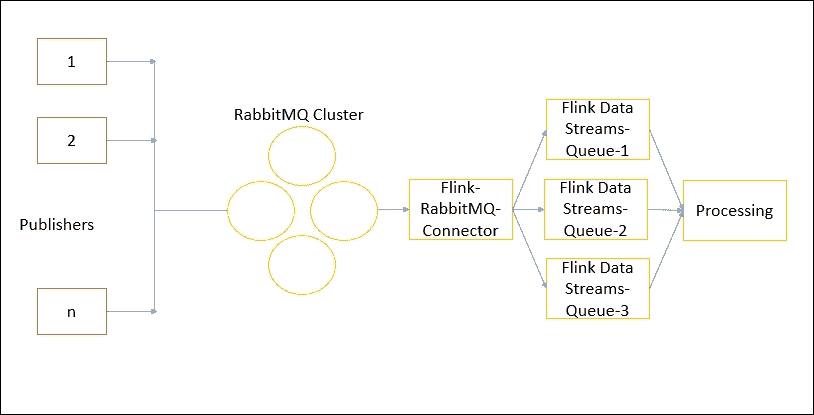 1
2
Publishers
n
RabbitMQ Cluster
Flink-
RabbitMQ-
Connector
Flink Data
Streams-
Queue-1
Flink Data
Streams-
Queue-2
Flink Data
Streams-
Queue-3
Processing